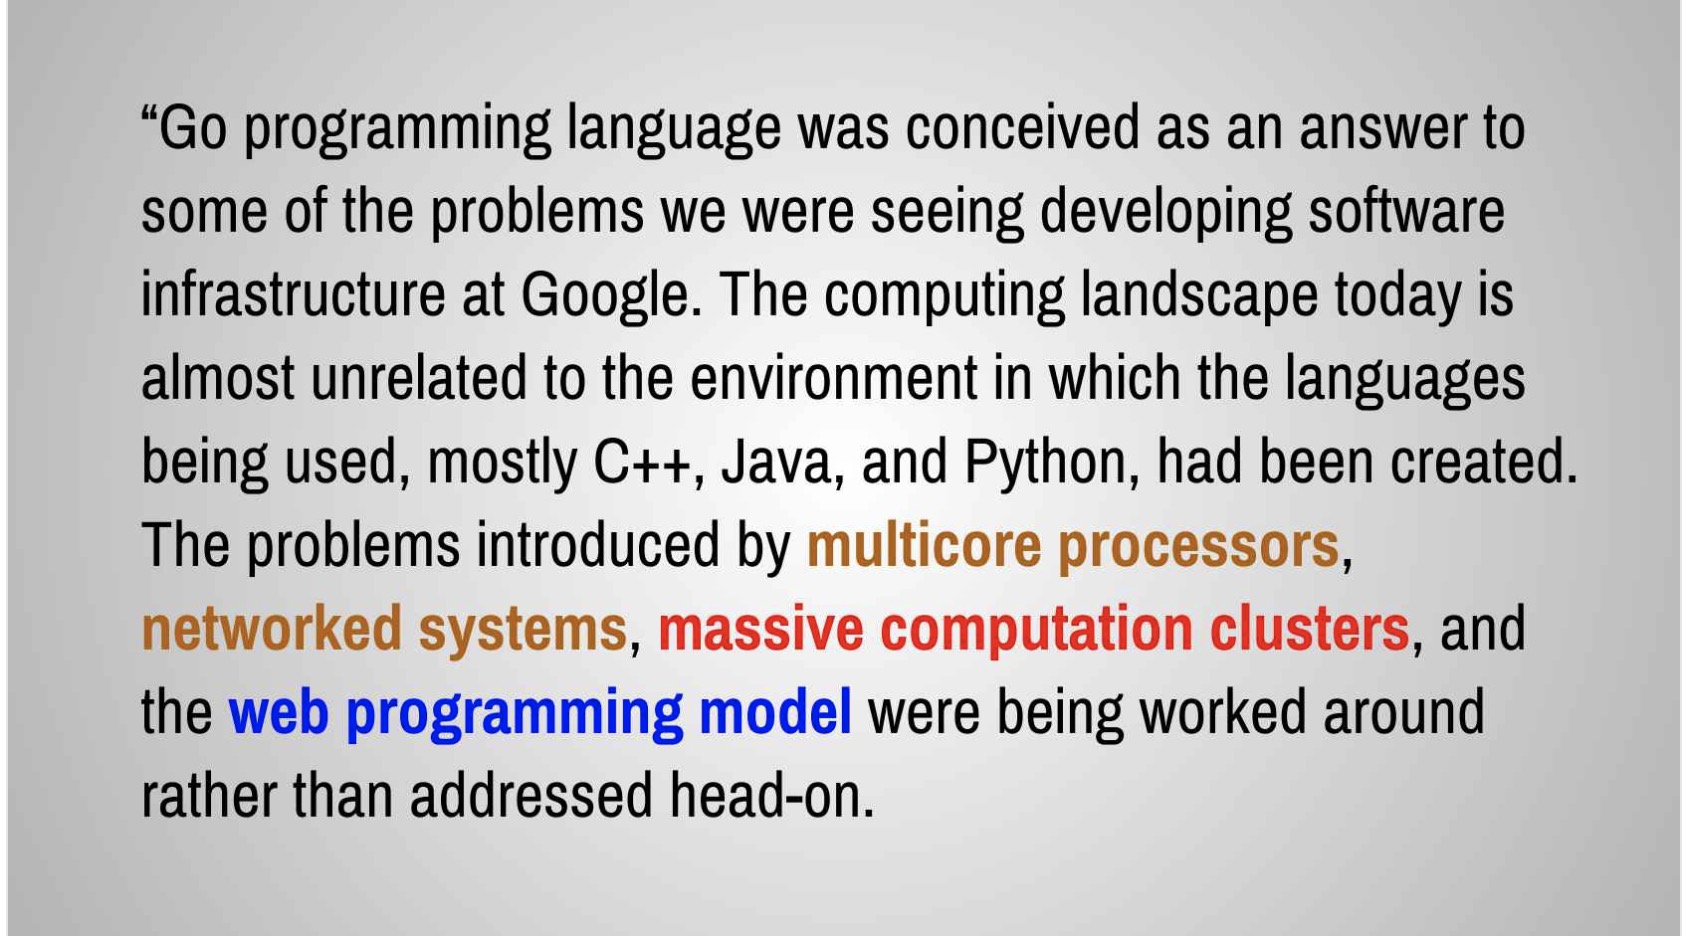 “Go programming language was conceived as an answer to
some of the problems we were seeing developing software
infrastructure at Google. The computing landscape today is
almost unrelated to the environment in which the languages
being used, mostly C++, Java, and Python, had been created.
The problems introduced by multicore processors,
networked systems, massive computation clusters, and
the web programming model were being worked around
rather than addressed head-on.